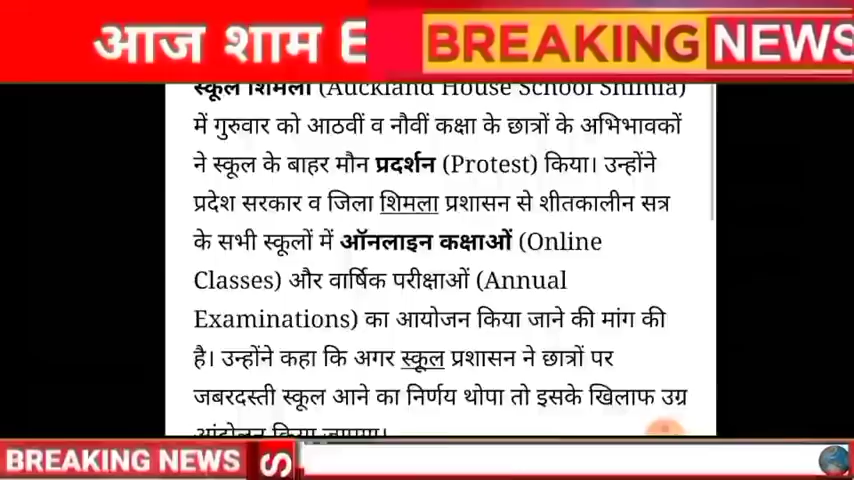 आज शाम
BREAKING NEWS
स्कूल शिमला (Auckland House School Shimla)
में गुरुवार को आठवीं व नौवीं कक्षा के छात्रों के अभिभावकों
ने स्कूल के बाहर मौन प्रदर्शन (Protest) किया। उन्होंने
प्रदेश सरकार व जिला शिमला प्रशासन से शीतकालीन सत्र
के सभी स्कूलों में ऑनलाइन कक्षाओं (Online
Classes) और वार्षिक परीक्षाओं (Annual
Examinations) का आयोजन किया जाने की मांग की
है। उन्होंने कहा कि अगर स्कूल प्रशासन ने छात्रों पर
जबरदस्ती स्कूल आने का निर्णय थोपा तो इसके खिलाफ उग्र
आंदोलन किया जाएगा।
BREAKING NEWS